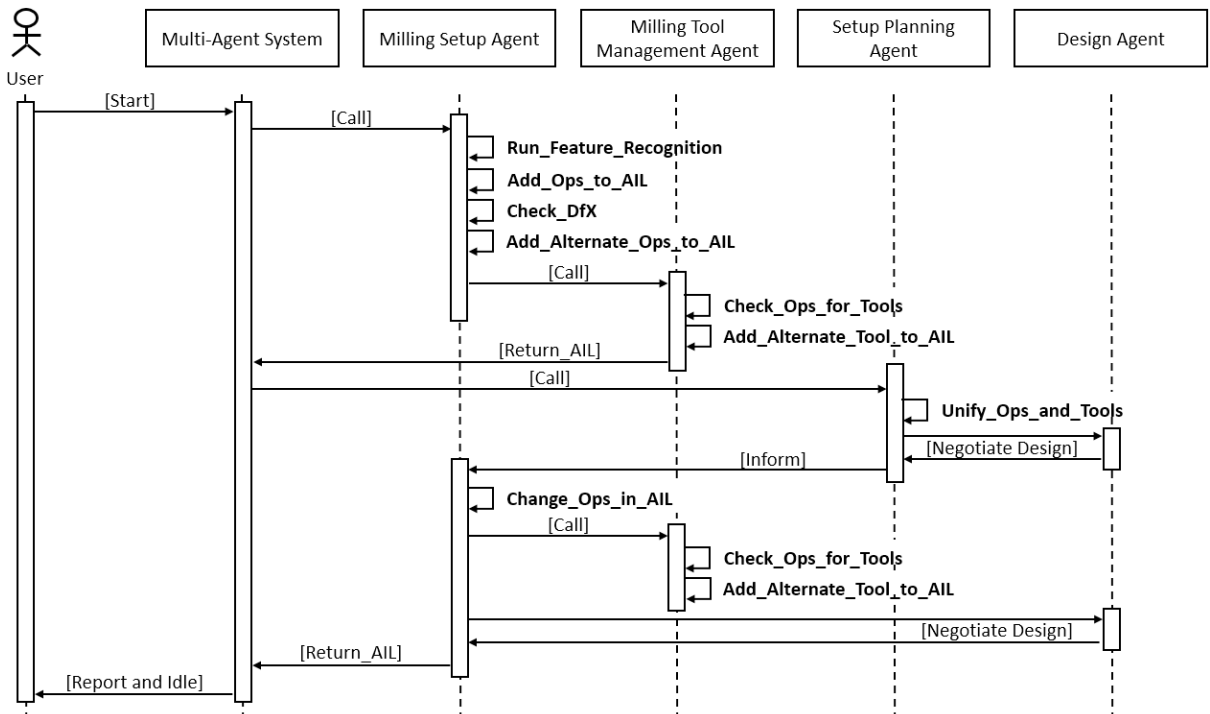 Multi-Agent System
Milling Setup Agent
Milling Tool
Management Agent
Setup Planning
Agent
Design Agent
User
[Start]
[Call]
Run_Feature_Recognition
Add_Ops_to_AIL
Check_DfX
Add_Alternate_Ops_to_AIL
[Call]
Check_Ops_for_Tools
Add_Alternate_Tool_to_AIL
[Return_AIL]
[Call]
Unify_Ops_and_Tools
[Negotiate Design]
[Inform]
Change_Ops_in_AIL
[Call]
Check_Ops_for_Tools
Add_Alternate_Tool_to_AIL
[Negotiate Design]
[Return_AIL]
[Report and Idle]